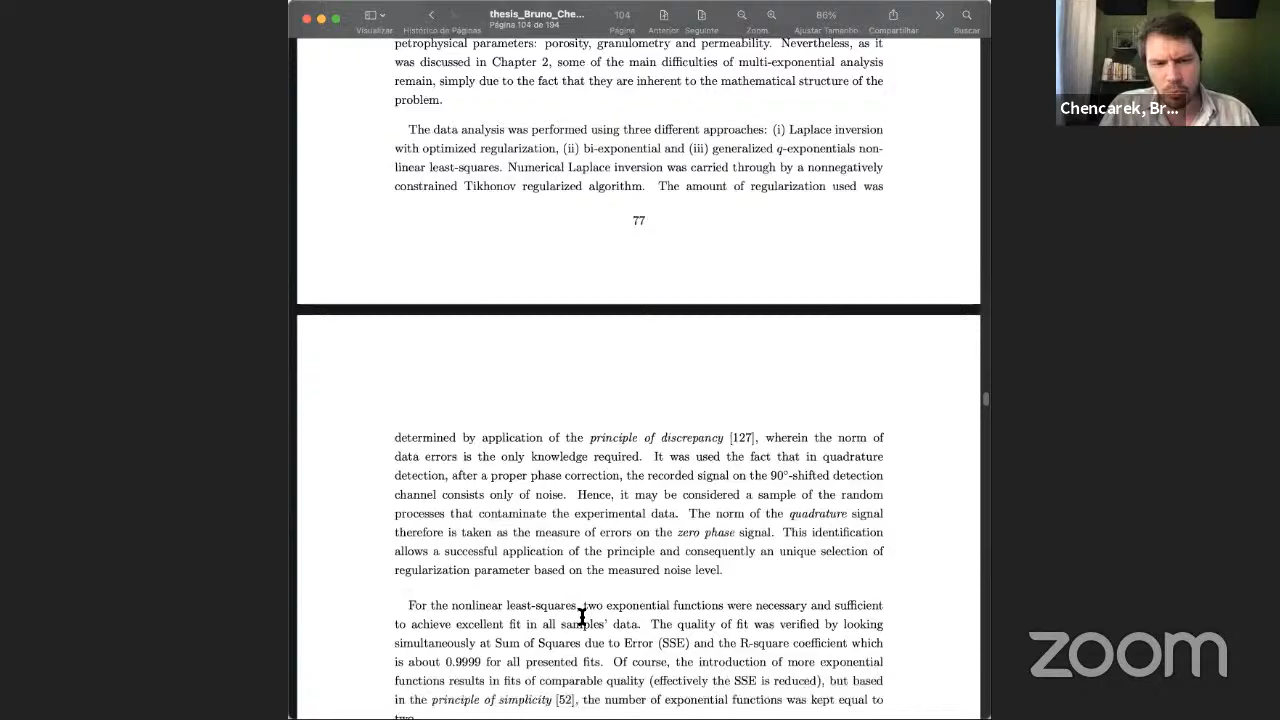 thesis_Bruno_Che...
Página 104 de 194
104
86%
Visualizar
Histórico de Páginas
Página
Anterior
Seguinte
Zoom
Ajustar Tamanho
Compartilhar
Buscar
petrophysical parameters: porosity, granulometry and permeability. Nevertheless, as it
was discussed in Chapter 2, some of the main difficulties of multi-exponential analysis
remain, simply due to the fact that they are inherent to the mathematical structure of the
problem.
The data analysis was performed using three different approaches: (i) Laplace inversion
with optimized regularization, (ii) bi-exponential and (iii) generalized q-exponentials non-
linear least-squares. Numerical Laplace inversion was carried through by a nonnegatively
constrained Tikhonov regularized algorithm. The amount of regularization used was
77
determined by application of the principle of discrepancy [127], wherein the norm of
data errors is the only knowledge required. It was used the fact that in quadrature
detection, after a proper phase correction, the recorded signal on the 90°-shifted detection
channel consists only of noise. Hence, it may be considered a sample of the random
processes that contaminate the experimental data. The norm of the quadrature signal
therefore is taken as the measure of errors on the zero phase signal. This identification
allows a successful application of the principle and consequently an unique selection of
regularization parameter based on the measured noise level.
For the nonlinear least-squares, two exponential functions were necessary and sufficient
to achieve excellent fit in all samples' data. The quality of fit was verified by looking
simultaneously at Sum of Squares due to Error (SSE) and the R-square coefficient which
is about 0.9999 for all presented fits. Of course, the introduction of more exponential
functions results in fits of comparable quality (effectively the SSE is reduced), but based
in the principle of simplicity [52], the number of exponential functions was kept equal to
two.
Chencarek, Br...
zoom